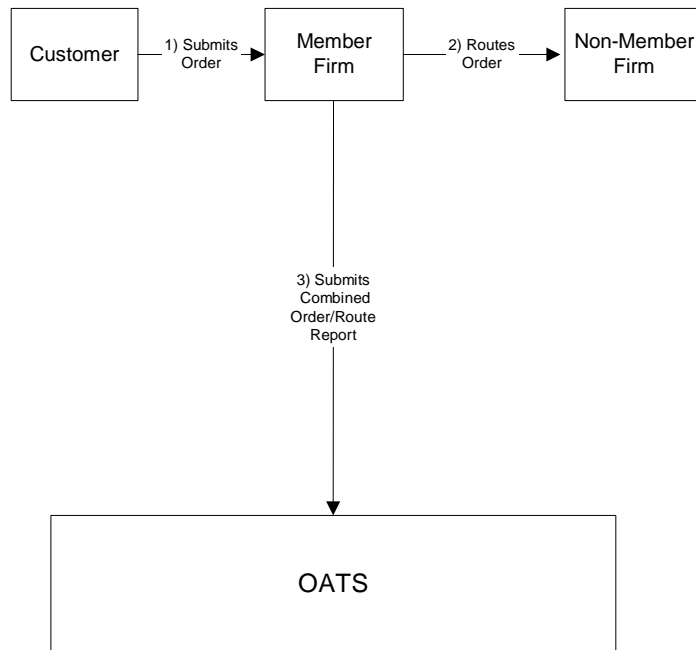 Customer
1) Submits
Order
Member
Firm
2) Routes
Order
Non-Member
Firm
3) Submits
Combined
Order/Route
Report
OATS